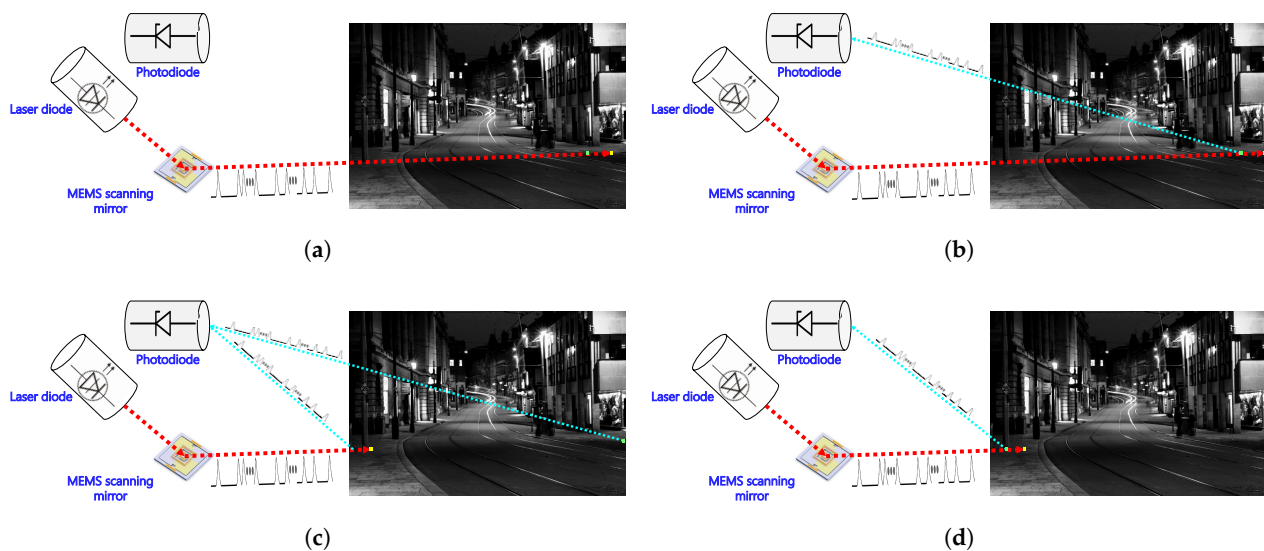 Photodiode
Laser diode
MEMS scanning
mirror
(a)
Photodiode
Laser diode
MEMS scanning
mirror
(b)
Photodiode
Laser diode
MEMS scanning
mirror
(c)
Photodiode
Laser diode
MEMS scanning
mirror
(d)